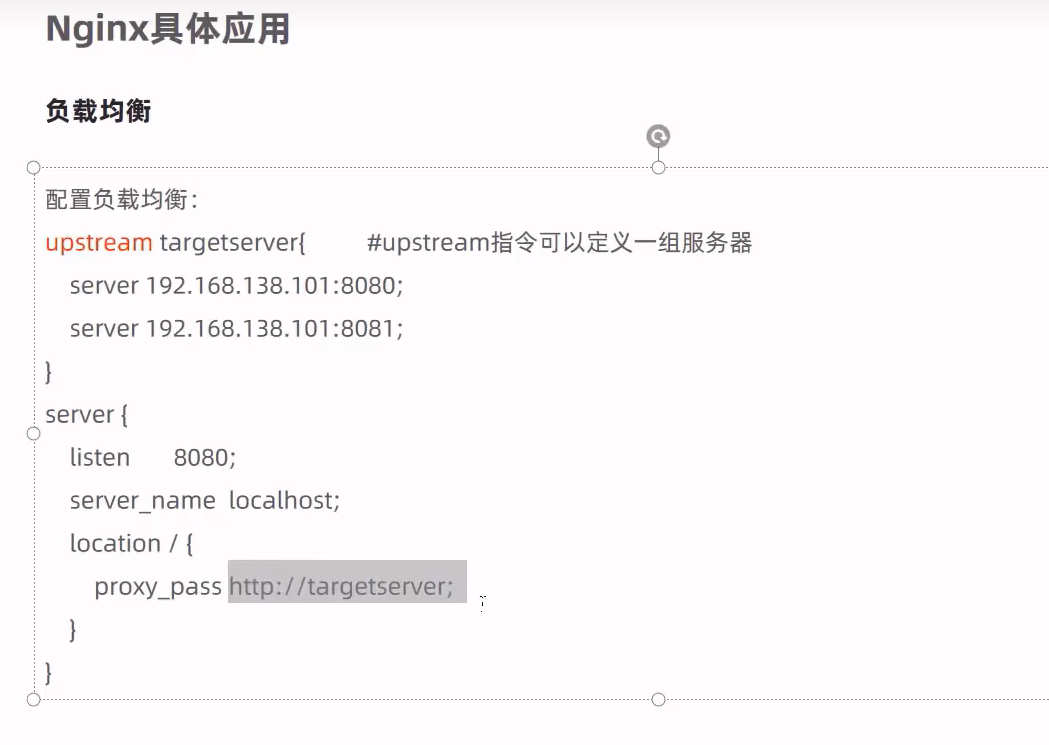 Nginx具体应用
负载均衡
配置负载均衡：
upstream targetserver{ #upstream指令可以定义一组服务器
server 192.168.138.101:8080;
server 192.168.138.101:8081;
}
server {
listen 8080;
server_name localhost;
location / {
proxy_pass http://targetserver;
}
}